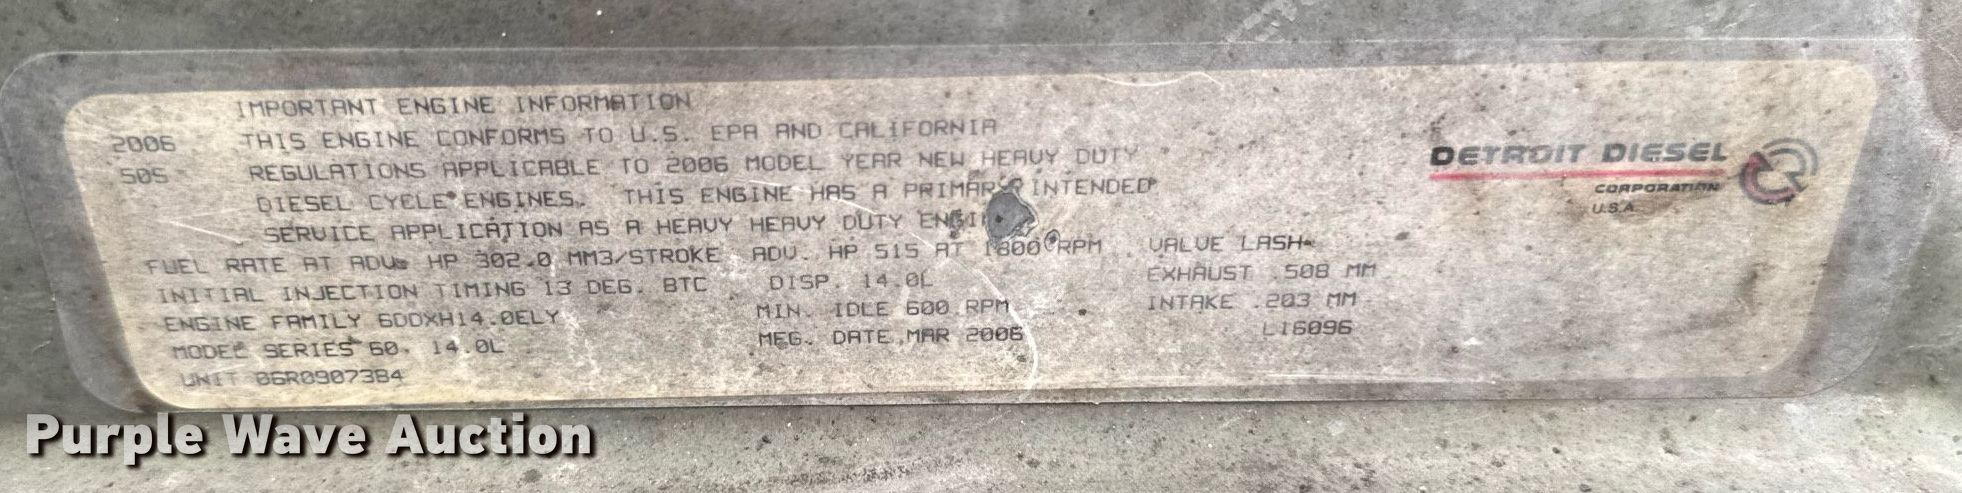 IMPORTANT ENGINE INFORMATION
2006 THIS ENGINE CONFORMS TO U.S. EPA AND CALIFORNIA
50S REGULATIONS APPLICABLE TO 2006 MODEL YEAR NEW HEAVY DUTY
DIESEL CYCLE ENGINES. THIS ENGINE HAS A PRIMARY INTENDED
SERVICE APPLICATION AS A HEAVY HEAVY DUTY
FUEL RATE AT ADV. HP 302.0 MM3/STROKE ADV. HP 515 AT 1800 RPM VALVE LASH
INITIAL INJECTION TIMING 13 DEG. BTC DISP. 14.0L EXHAUST .508 MM
ENGINE FAMILY 6DDXH14.0ELY MIN. IDLE 600 RPM INTAKE .203 MM
MODEL SERIES 60, 14.0L MFG. DATE MAR 2006 LI6096
UNIT 06R0907384
DETROIT DIESEL
CORPORATION
U.S.A.
Purple Wave Auction